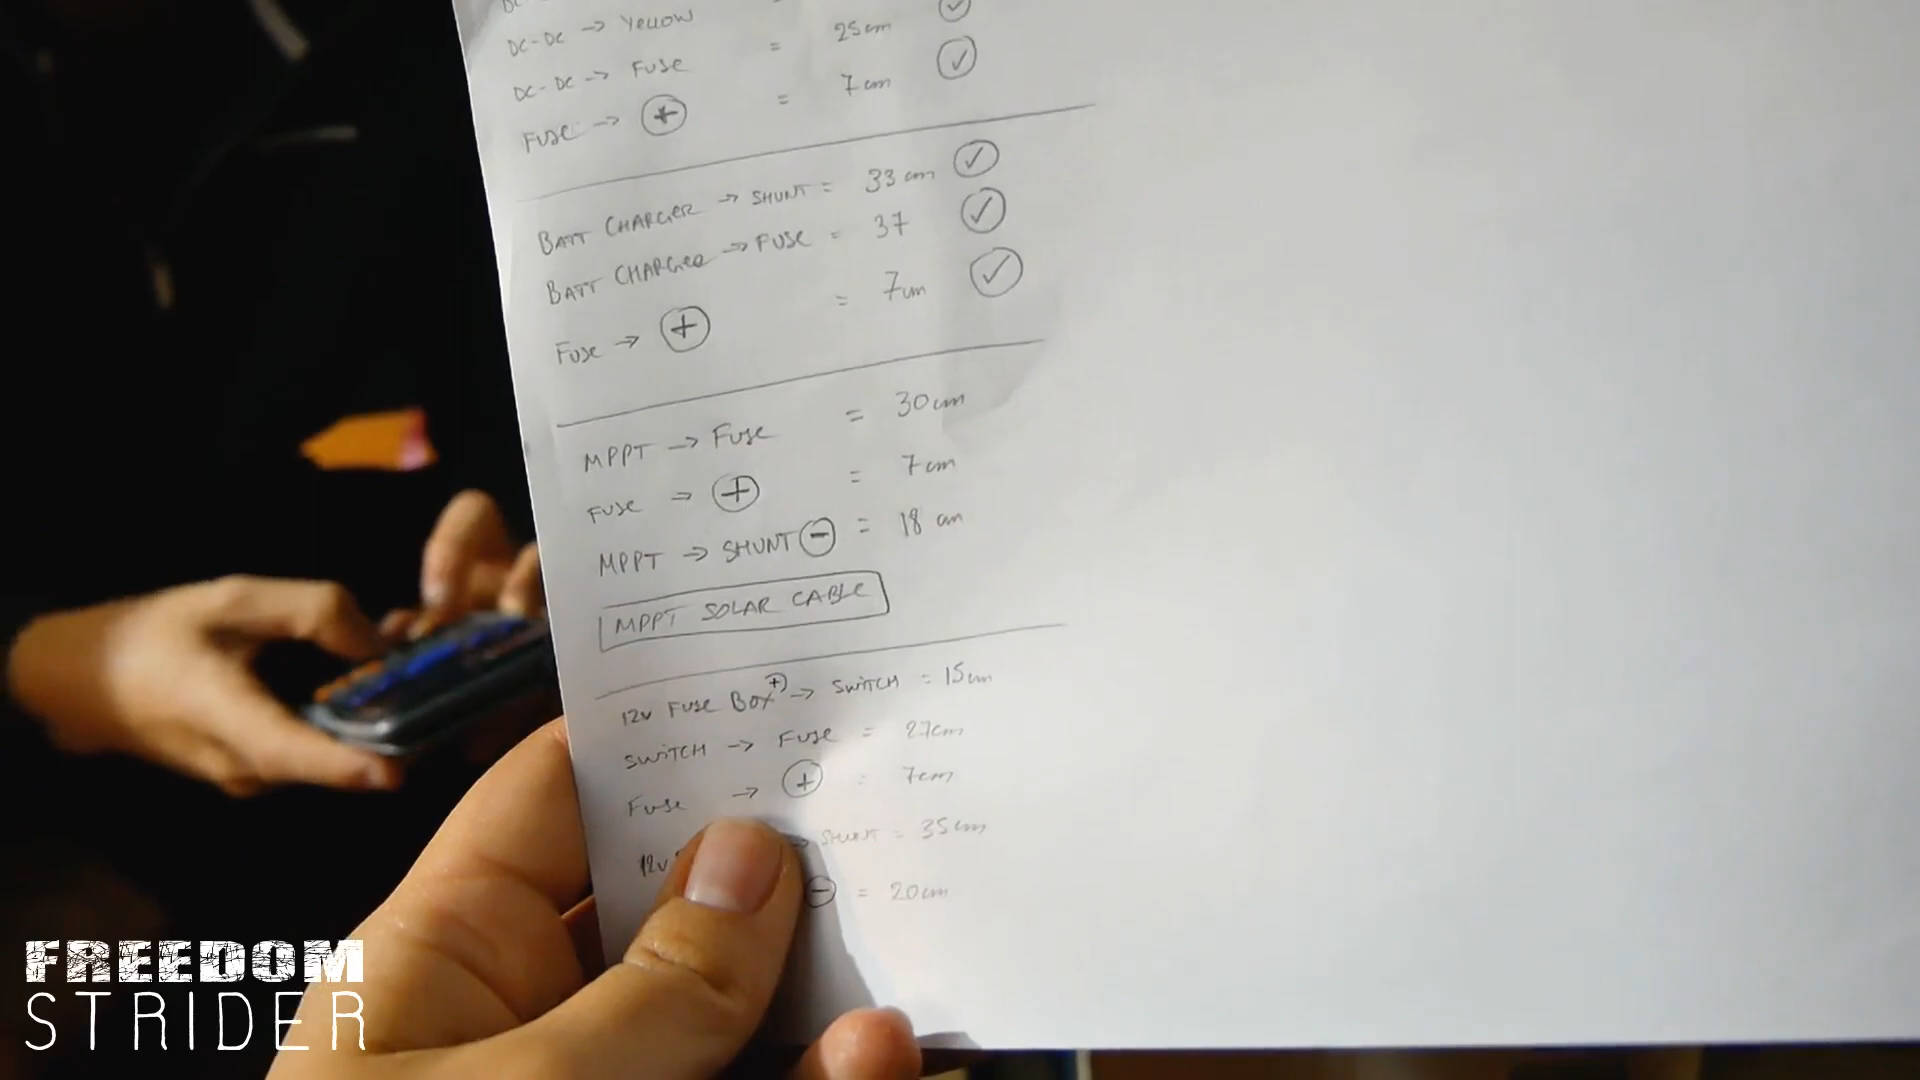 DC-DC → YELLOW
DC-DC → FUSE = 25cm ✓
FUSE → + = 7cm ✓
BATT CHARGER → SHUNT = 33cm ✓
BATT CHARGER → FUSE = 37 ✓
FUSE → + = 7cm ✓
MPPT → FUSE = 30cm
FUSE → + = 7cm
MPPT → SHUNT - = 18 cm
MPPT SOLAR CABLE
12V FUSE BOX + → SWITCH = 15cm
SWITCH → FUSE = 27cm
FUSE → + = 7cm
12V → SHUNT = 35cm
- = 20cm
FREEDOM
STRIDER